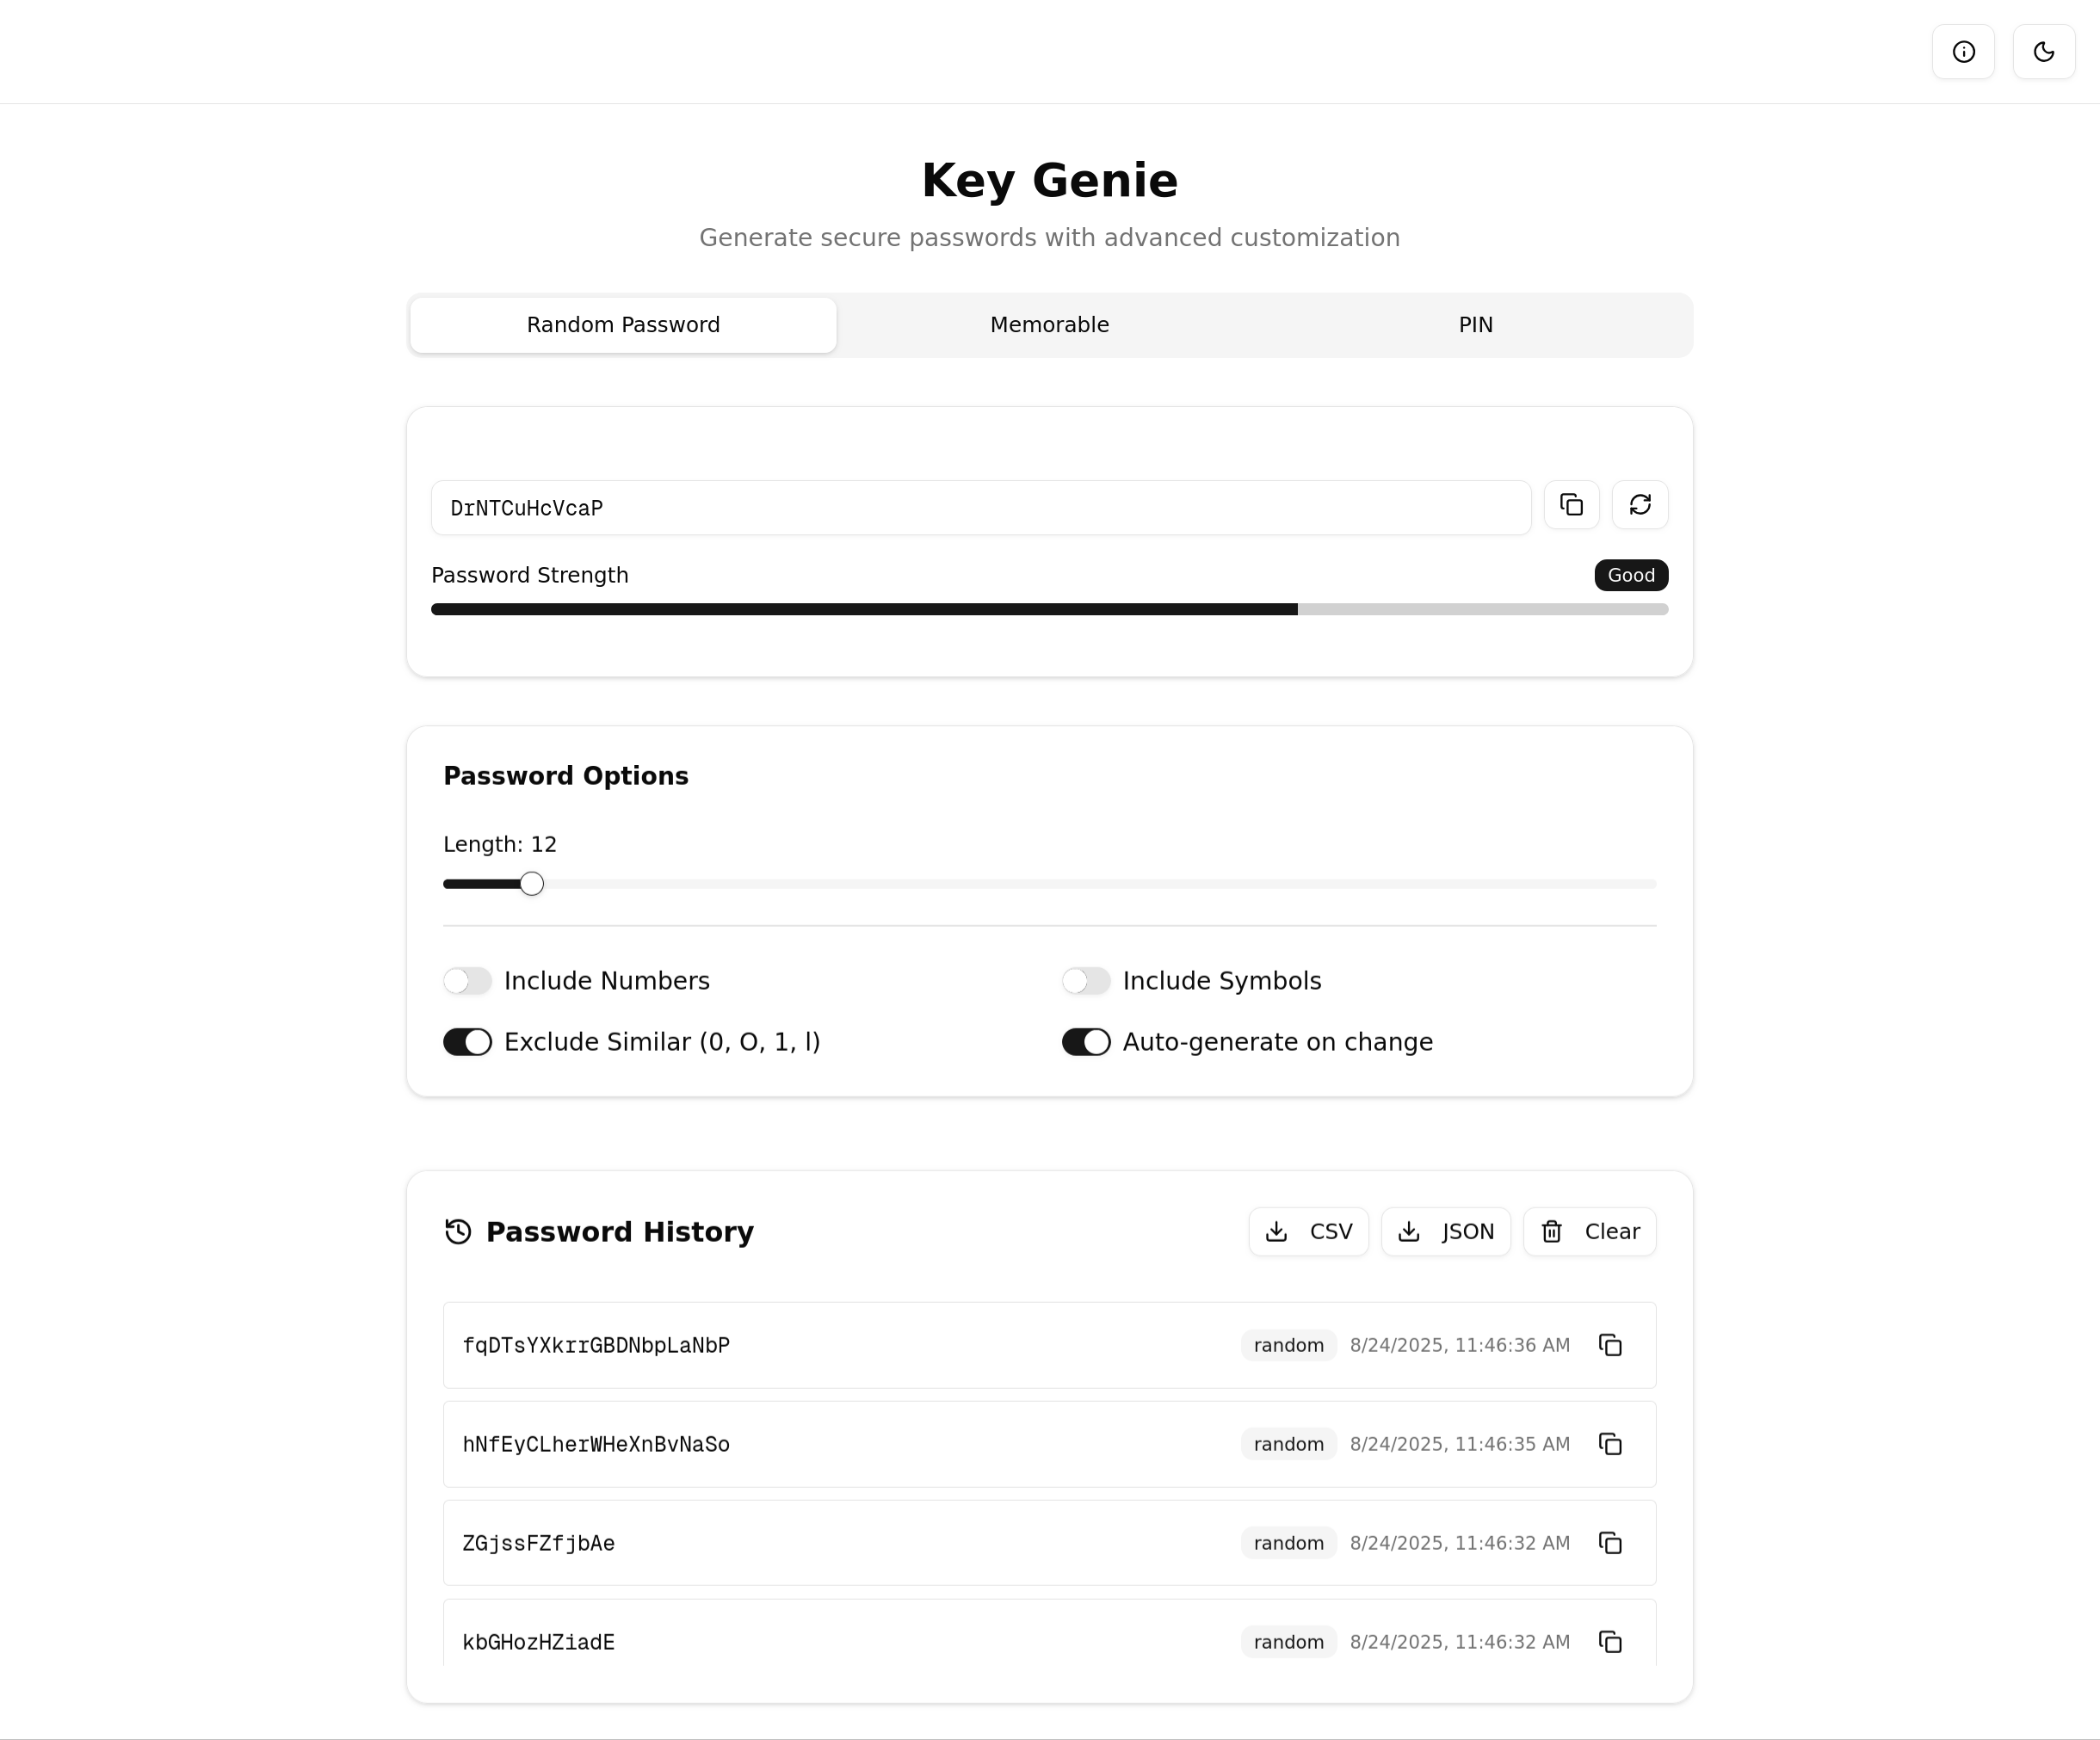 Key Genie
Generate secure passwords with advanced customization
Random Password Memorable PIN
DrNTCuHcVcaP
Password Strength Good
Password Options
Length: 12
Include Numbers Include Symbols
Exclude Similar (0, O, 1, l) Auto-generate on change
Password History CSV JSON Clear
fqDTsYXkrrGBDNbpLaNbP random 8/24/2025, 11:46:36 AM
hNfEyCLherWHeXnBvNaSo random 8/24/2025, 11:46:35 AM
ZGjssFZfjbAe random 8/24/2025, 11:46:32 AM
kbGHozHZiadE random 8/24/2025, 11:46:32 AM